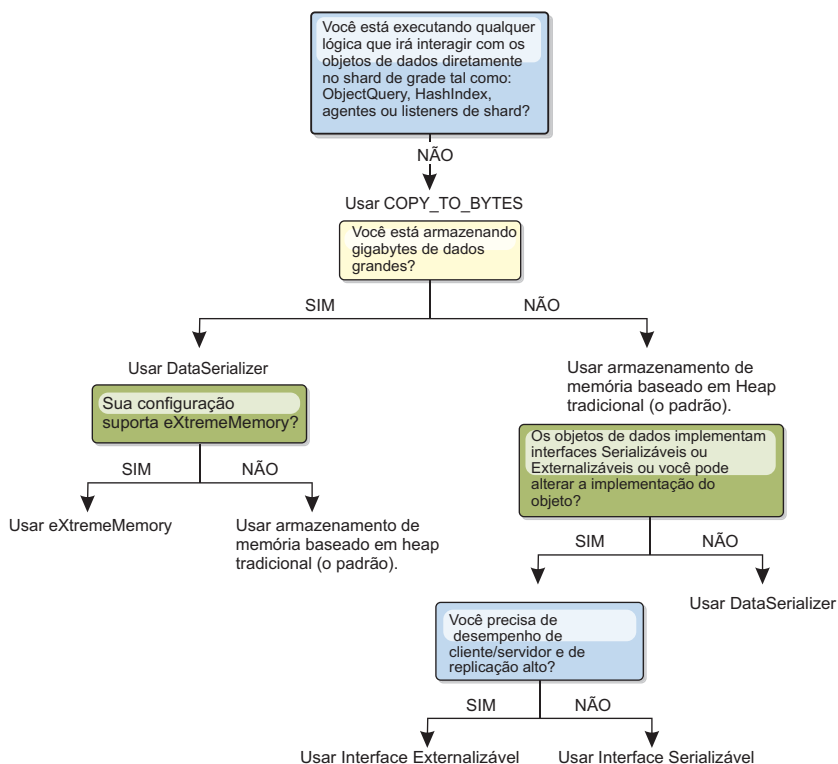 Você está executando qualquer
lógica que irá interagir com os
objetos de dados diretamente
no shard de grade tal como:
ObjectQuery, HashIndex,
agentes ou listeners de shard?
NÃO
Usar COPY_TO_BYTES
Você está armazenando
gigabytes de dados
grandes?
SIM
NÃO
Usar DataSerializer
Sua configuração
suporta eXtremeMemory?
SIM
NÃO
Usar eXtremeMemory
Usar armazenamento de
memória baseado em heap
tradicional (o padrão).
Usar armazenamento de
memória baseado em Heap
tradicional (o padrão).
Os objetos de dados implementam
interfaces Serializáveis ou
Externalizáveis ou você pode
alterar a implementação do
objeto?
SIM
NÃO
Usar DataSerializer
Você precisa de
desempenho de
cliente/servidor e de
replicação alto?
SIM
NÃO
Usar Interface Externalizável
Usar Interface Serializável